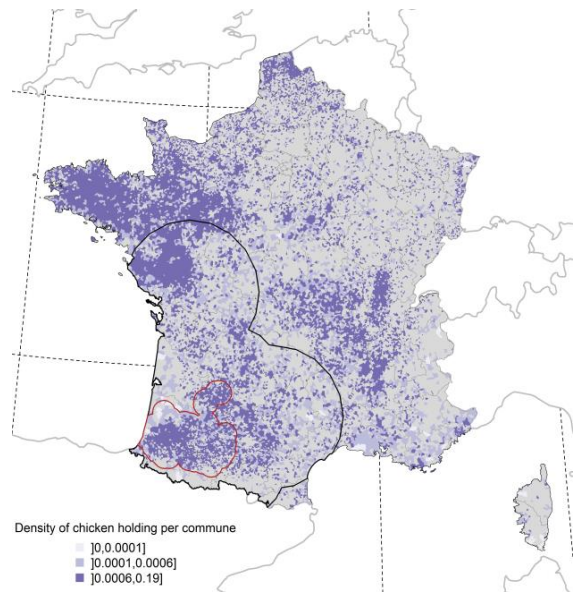 Density of chicken holding per commune
]0,0.0001]
]0.0001,0.0006]
]0.0006,0.19]